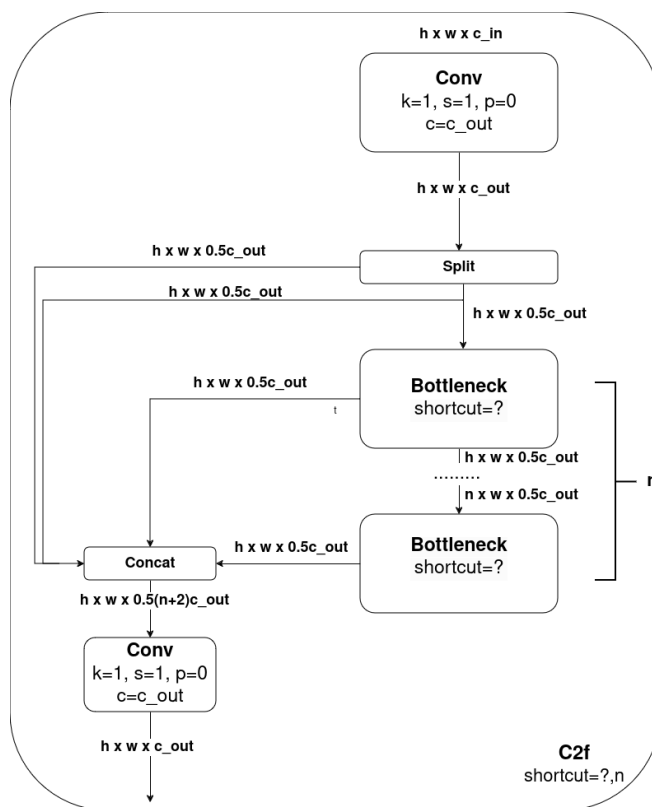 h x w x c_in
Conv
k=1, s=1, p=0
c=c_out
h x w x c_out
h x w x 0.5c_out
Split
h x w x 0.5c_out
h x w x 0.5c_out
Bottleneck
shortcut=?
h x w x 0.5c_out
t
h x w x 0.5c_out
.........
n x w x 0.5c_out
n
Bottleneck
shortcut=?
h x w x 0.5c_out
Concat
h x w x 0.5(n+2)c_out
Conv
k=1, s=1, p=0
c=c_out
h x w x c_out
C2f
shortcut=?,n